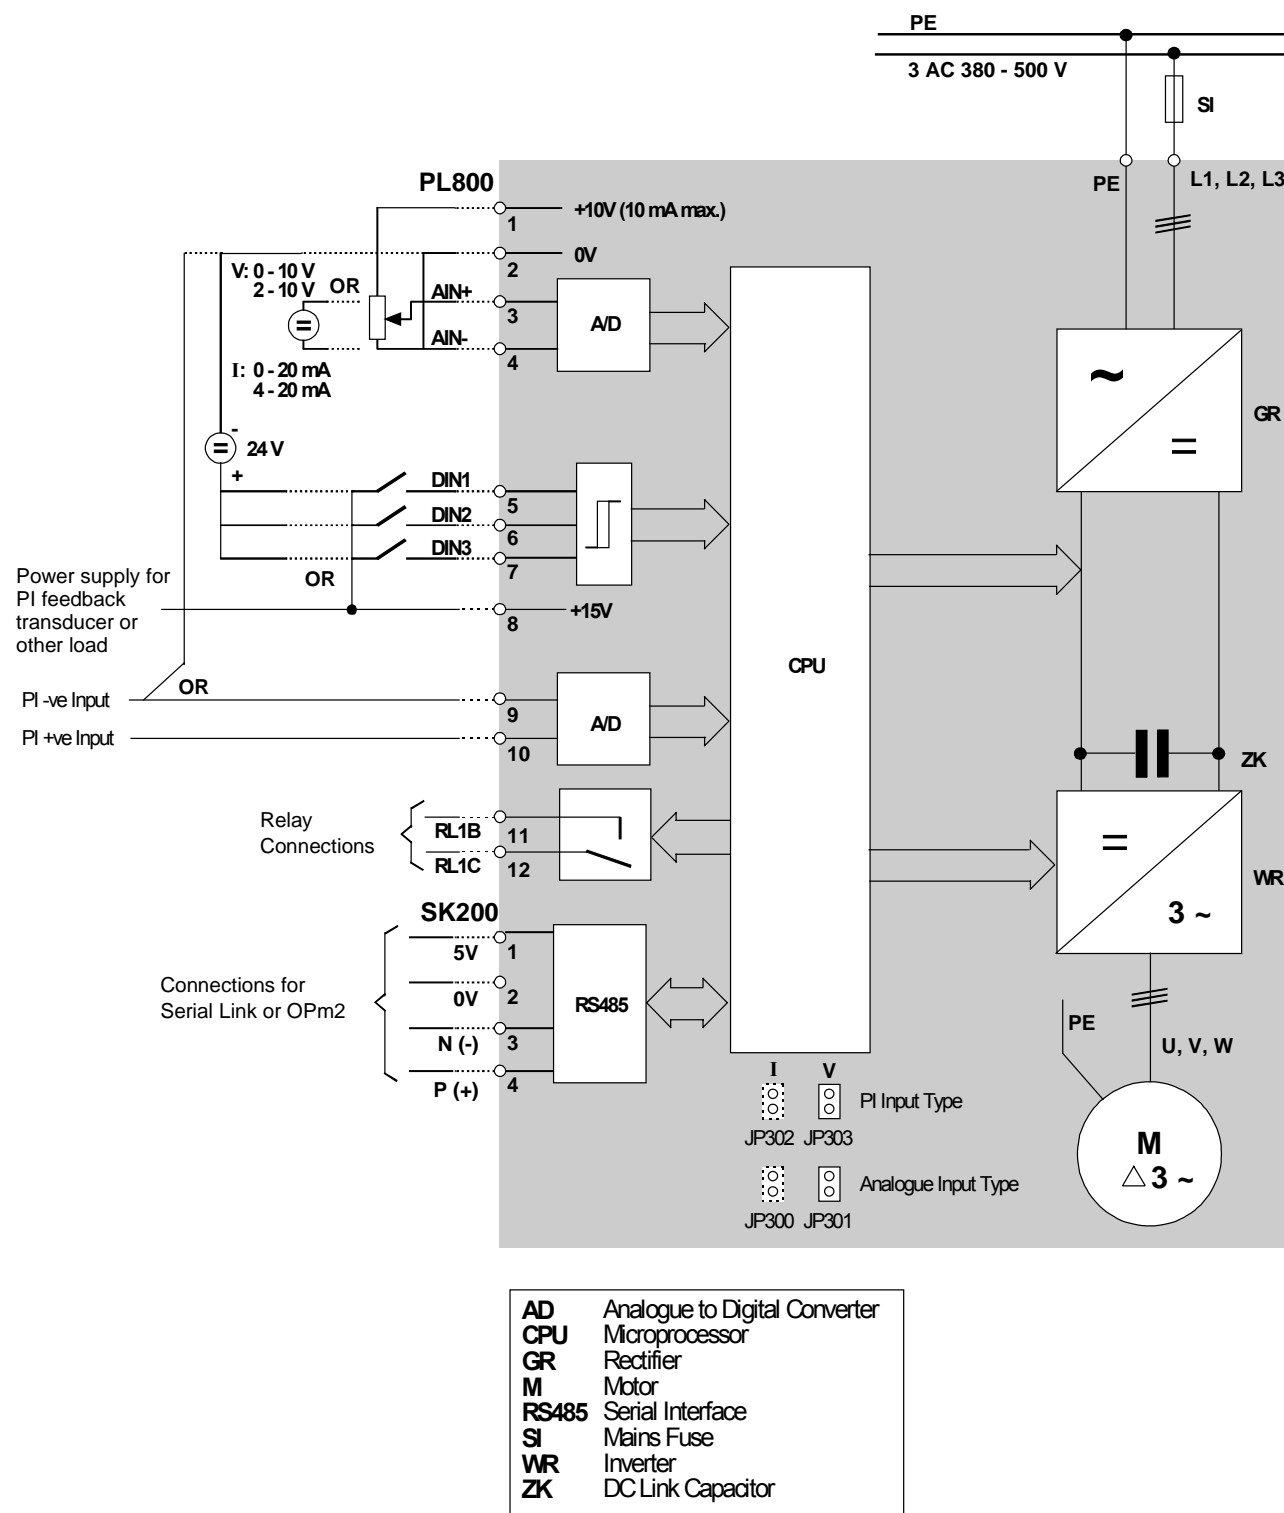 PE
3 AC 380 - 500 V
SI
PE
L1, L2, L3
PL800
1
+10V (10 mA max.)
2
0V
V: 0 - 10 V
2 - 10 V
OR
AIN+
3
AIN-
4
A/D
I: 0 - 20 mA
4 - 20 mA
~
=
GR
=
-
24 V
+
DIN1
5
DIN2
6
DIN3
7
OR
Power supply for
PI feedback
transducer or
other load
8
+15V
CPU
OR
PI -ve Input
9
A/D
PI +ve Input
10
ZK
Relay
Connections
RL1B
11
RL1C
12
=
3 ~
WR
SK200
5V
1
0V
2
N (-)
3
P (+)
4
Connections for
Serial Link or OPm2
RS485
PE
U, V, W
I
V
PI Input Type
JP302
JP303
Analogue Input Type
JP300
JP301
M
△ 3 ~
AD Analogue to Digital Converter
CPU Microprocessor
GR Rectifier
M Motor
RS485 Serial Interface
SI Mains Fuse
WR Inverter
ZK DC Link Capacitor